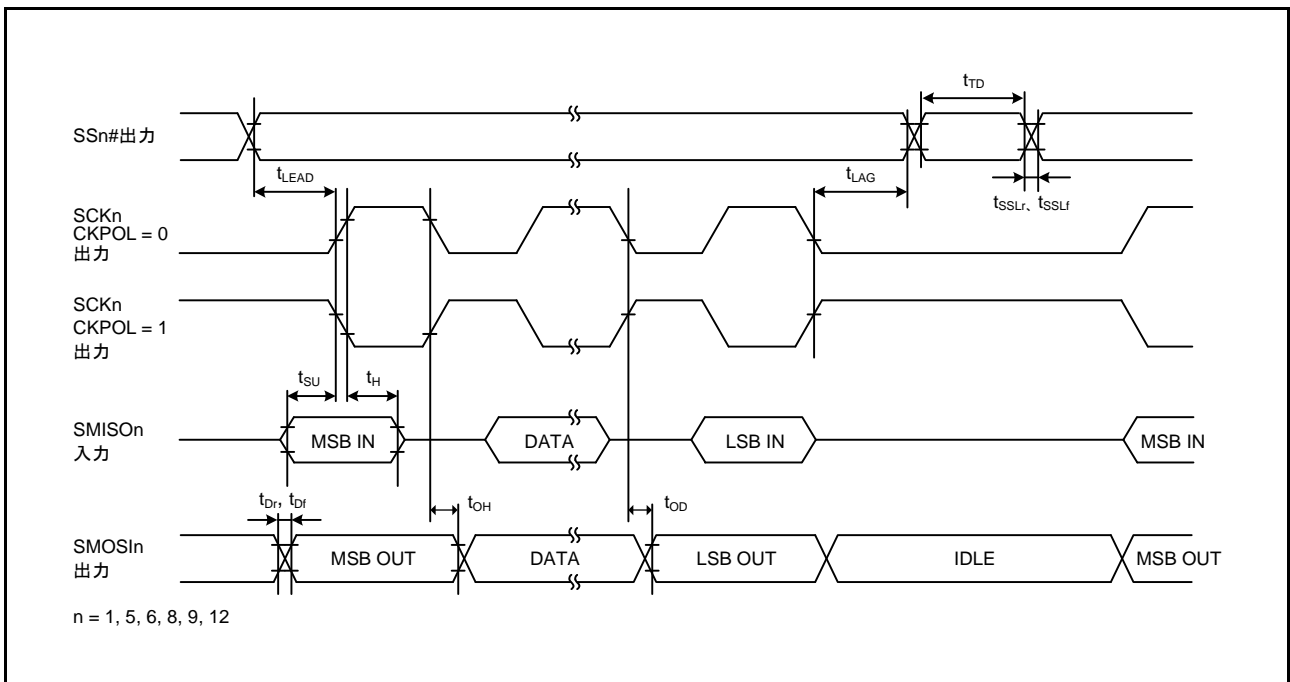 tTD
SSn#出力
tLEAD
tLAG
tSSLr、tSSLf
SCKn
CKPOL = 0
出力
SCKn
CKPOL = 1
出力
tSU
tH
SMISOn
入力
MSB IN
DATA
LSB IN
MSB IN
tDr, tDf
tOH
tOD
SMOSIn
出力
MSB OUT
DATA
LSB OUT
IDLE
MSB OUT
n = 1, 5, 6, 8, 9, 12